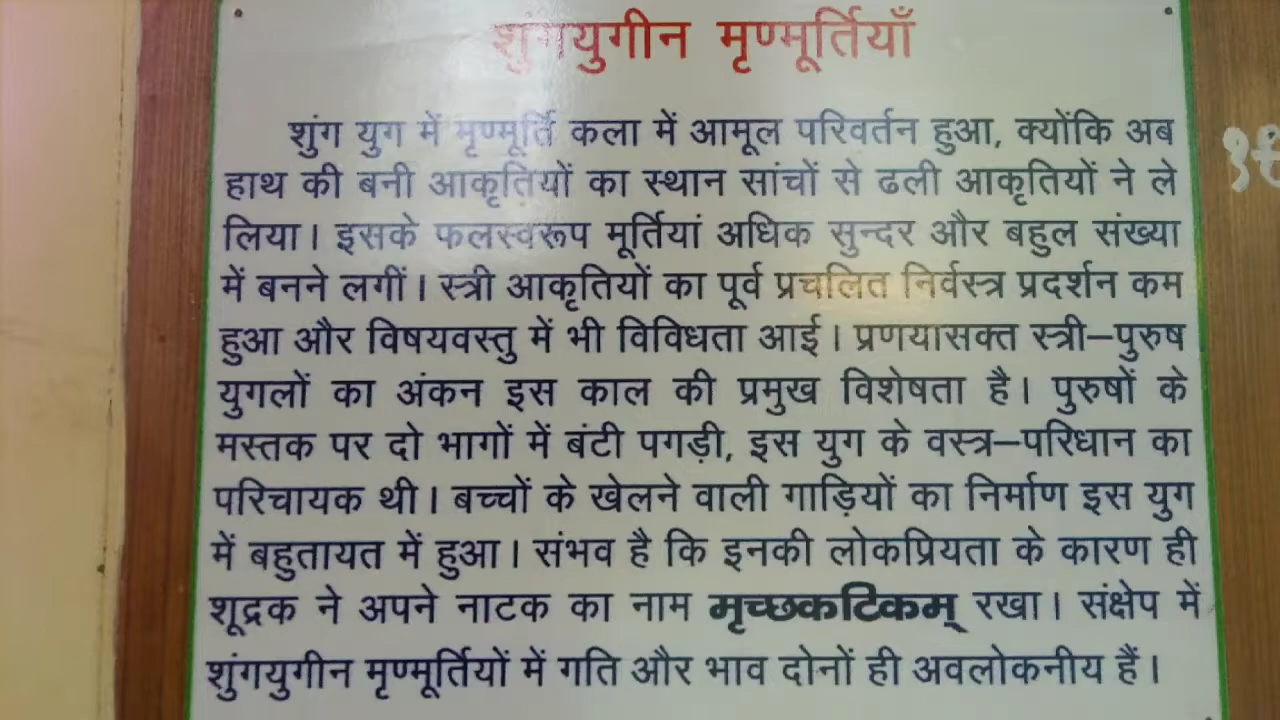 शुंगयुगीन मृण्मूर्तियाँ
शुंग युग में मृण्मूर्ति कला में आमूल परिवर्तन हुआ, क्योंकि अब
हाथ की बनी आकृतियों का स्थान सांचों से ढली आकृतियों ने ले
लिया। इसके फलस्वरूप मूर्तियां अधिक सुन्दर और बहुल संख्या
में बनने लगीं। स्त्री आकृतियों का पूर्व प्रचलित निर्वस्त्र प्रदर्शन कम
हुआ और विषयवस्तु में भी विविधता आई। प्रणयासक्त स्त्री–पुरुष
युगलों का अंकन इस काल की प्रमुख विशेषता है। पुरुषों के
मस्तक पर दो भागों में बंटी पगड़ी, इस युग के वस्त्र–परिधान का
परिचायक थी। बच्चों के खेलने वाली गाड़ियों का निर्माण इस युग
में बहुतायत में हुआ। संभव है कि इनकी लोकप्रियता के कारण ही
शूद्रक ने अपने नाटक का नाम मृच्छकटिकम् रखा। संक्षेप में
शुंगयुगीन मृण्मूर्तियों में गति और भाव दोनों ही अवलोकनीय हैं।